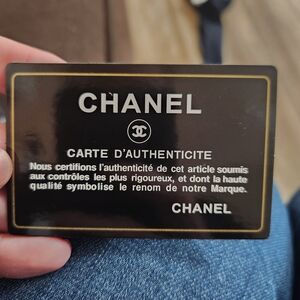 CHANEL
CARTE D'AUTHENTICITE
Nous certifions l'authenticité de cet article soumis
aux contrôles les plus rigoureux, et dont la haute
qualité symbolise le renom de notre Marque.
CHANEL